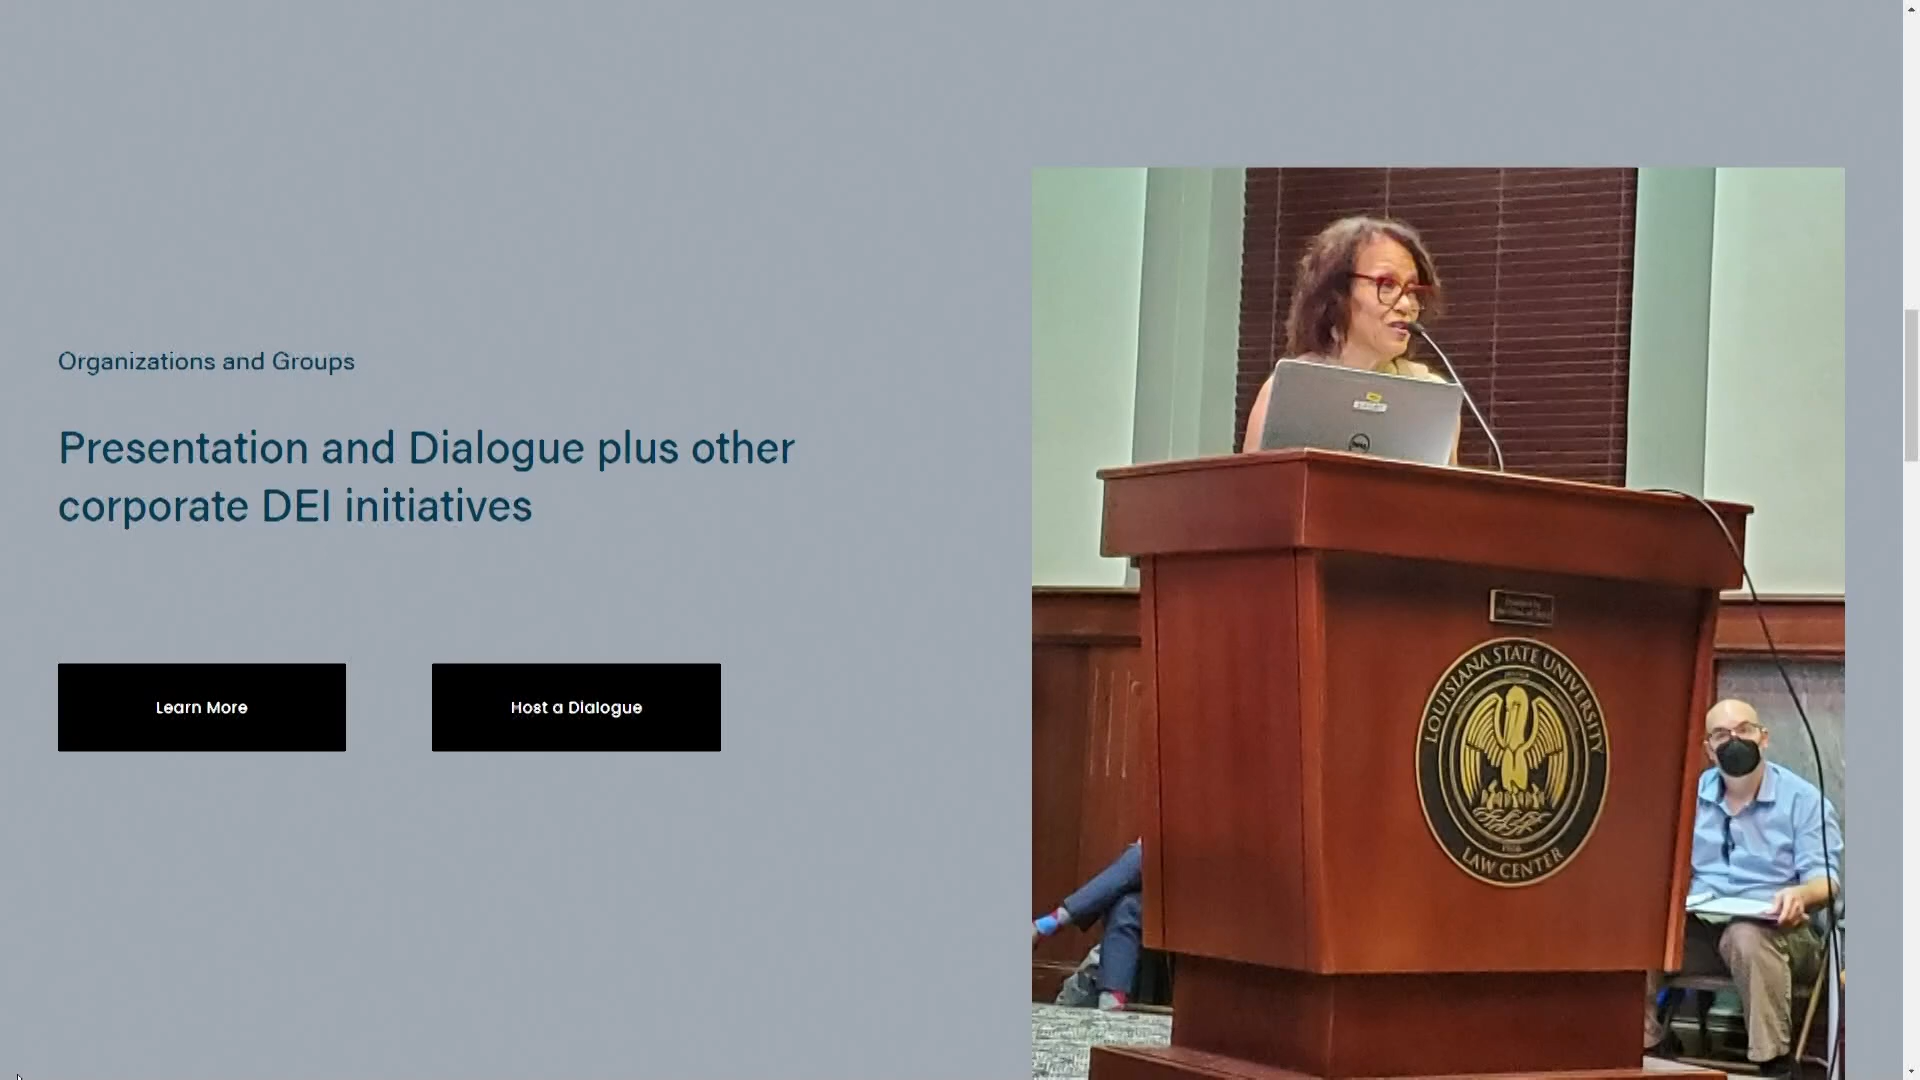 Organizations and Groups
Presentation and Dialogue plus other
corporate DEI initiatives
Learn More
Host a Dialogue
LOUISIANA STATE UNIVERSITY
LAW CENTER